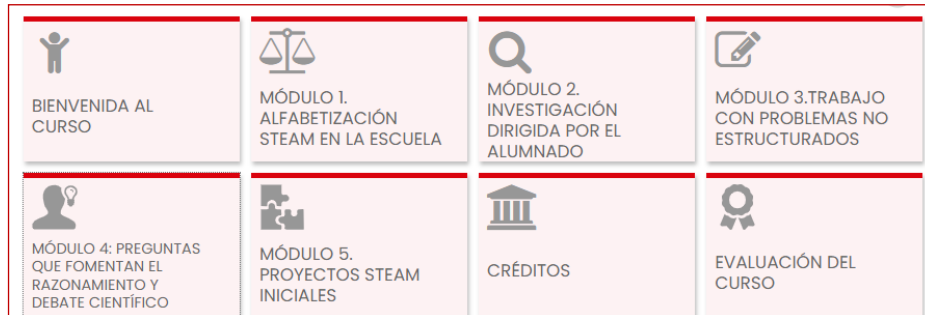 BIENVENIDA AL
CURSO
MÓDULO 1.
ALFABETIZACIÓN
STEAM EN LA ESCUELA
MÓDULO 2.
INVESTIGACIÓN
DIRIGIDA POR EL
ALUMNADO
MÓDULO 3.TRABAJO
CON PROBLEMAS NO
ESTRUCTURADOS
MÓDULO 4: PREGUNTAS
QUE FOMENTAN EL
RAZONAMIENTO Y
DEBATE CIENTÍFICO
MÓDULO 5.
PROYECTOS STEAM
INICIALES
CRÉDITOS
EVALUACIÓN DEL
CURSO